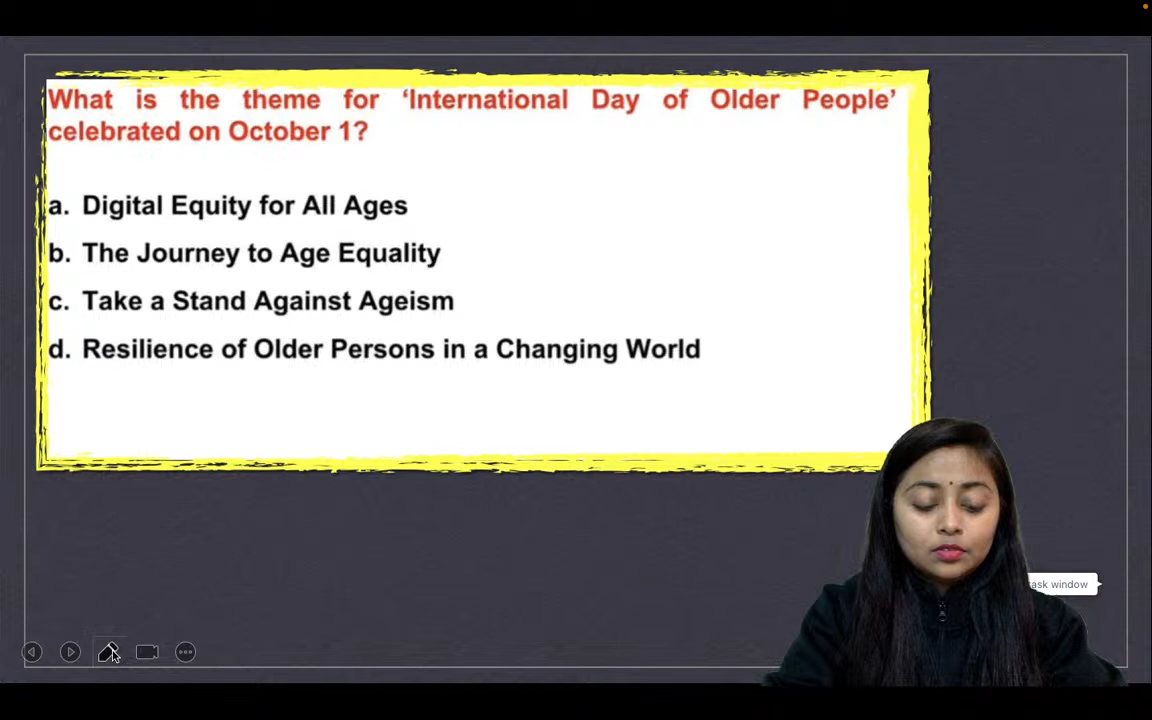 What is the theme for ‘International Day of Older People’
celebrated on October 1?
a. Digital Equity for All Ages
b. The Journey to Age Equality
c. Take a Stand Against Ageism
d. Resilience of Older Persons in a Changing World
task window